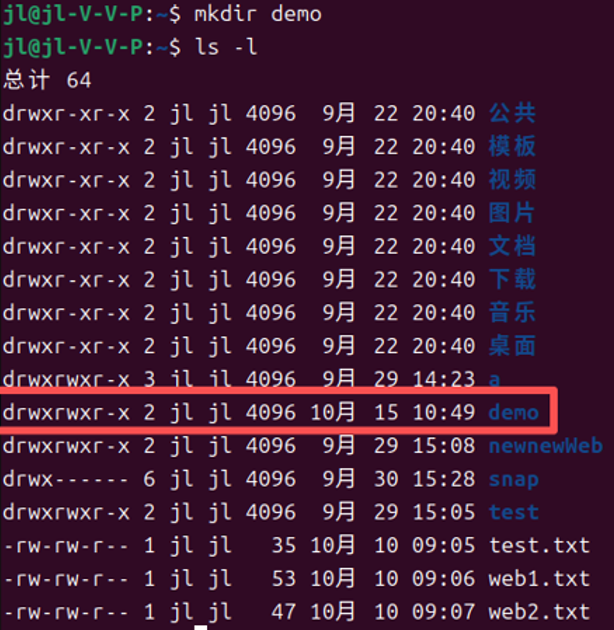 jl@jl-V-V-P:~$ mkdir demo
jl@jl-V-V-P:~$ ls -l
总计 64
drwxr-xr-x 2 jl jl 4096  9月  22 20:40 公共
drwxr-xr-x 2 jl jl 4096  9月  22 20:40 模板
drwxr-xr-x 2 jl jl 4096  9月  22 20:40 视频
drwxr-xr-x 2 jl jl 4096  9月  22 20:40 图片
drwxr-xr-x 2 jl jl 4096  9月  22 20:40 文档
drwxr-xr-x 2 jl jl 4096  9月  22 20:40 下载
drwxr-xr-x 2 jl jl 4096  9月  22 20:40 音乐
drwxr-xr-x 2 jl jl 4096  9月  22 20:40 桌面
drwxrwxr-x 3 jl jl 4096  9月  29 14:23 a
drwxrwxr-x 2 jl jl 4096 10月  15 10:49 demo
drwxrwxr-x 2 jl jl 4096  9月  29 15:08 newnewWeb
drwx------ 6 jl jl 4096  9月  30 15:28 snap
drwxrwxr-x 2 jl jl 4096  9月  29 15:05 test
-rw-rw-r-- 1 jl jl   35 10月  10 09:05 test.txt
-rw-rw-r-- 1 jl jl   53 10月  10 09:06 web1.txt
-rw-rw-r-- 1 jl jl   47 10月  10 09:07 web2.txt